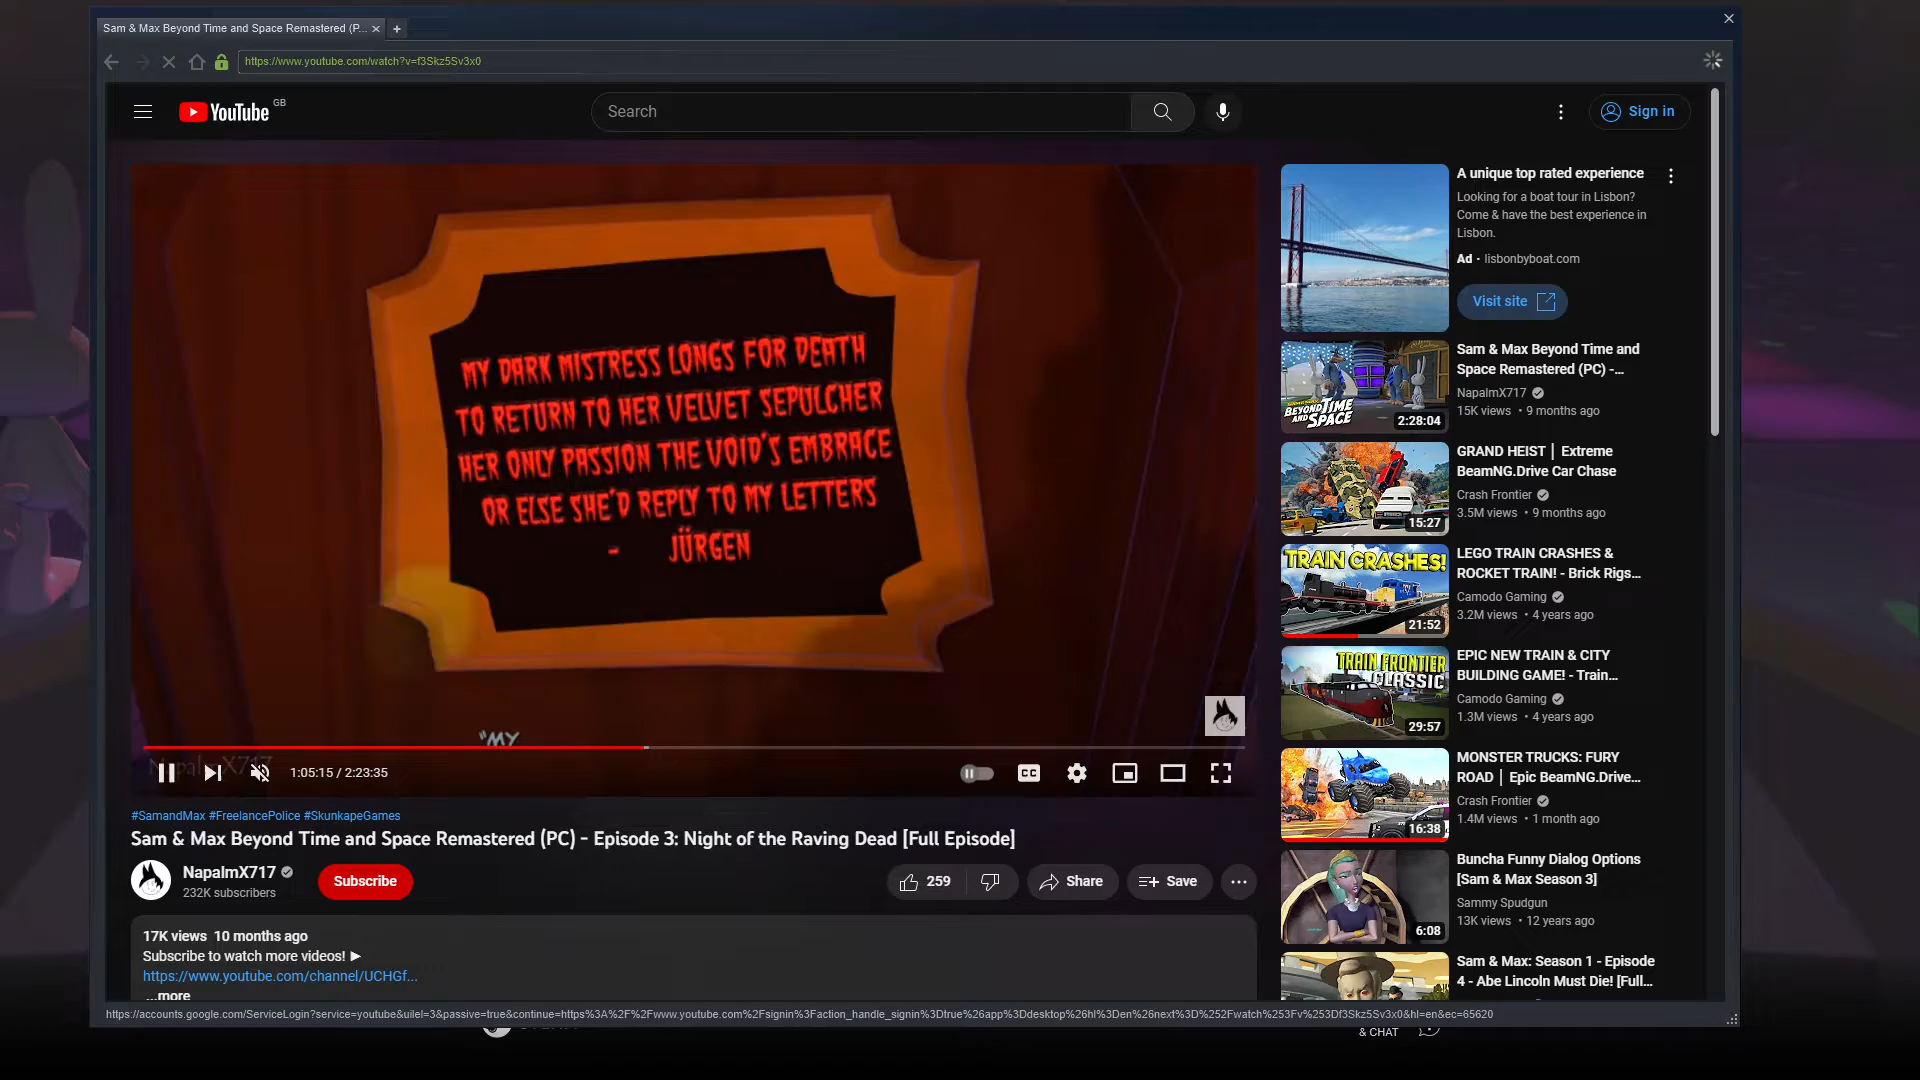 Sam & Max Beyond Time and Space Remastered (P...
https://www.youtube.com/watch?v=f3Skz5Sv3x0
YouTube GB
Search
Sign in
MY DARK MISTRESS LONGS FOR DEATH
TO RETURN TO HER VELVET SEPULCHER
HER ONLY PASSION THE VOID'S EMBRACE
OR ELSE SHE'D REPLY TO MY LETTERS
- JÜRGEN
"MY
NapalmX717
1:05:15 / 2:23:35
CC
#SamandMax #FreelancePolice #SkunkapeGames
Sam & Max Beyond Time and Space Remastered (PC) - Episode 3: Night of the Raving Dead [Full Episode]
NapalmX717
232K subscribers
Subscribe
259
Share
Save
17K views 10 months ago
Subscribe to watch more videos! ►
https://www.youtube.com/channel/UCHGf...
...more
A unique top rated experience
Looking for a boat tour in Lisbon?
Come & have the best experience in
Lisbon.
Ad · lisbonbyboat.com
Visit site
BEYOND TIME
AND SPACE
2:28:04
Sam & Max Beyond Time and
Space Remastered (PC) -...
NapalmX717
15K views • 9 months ago
15:27
GRAND HEIST | Extreme
BeamNG.Drive Car Chase
Crash Frontier
3.5M views • 9 months ago
TRAIN CRASHES!
21:52
LEGO TRAIN CRASHES &
ROCKET TRAIN! - Brick Rigs...
Camodo Gaming
3.2M views • 4 years ago
TRAIN FRONTIER
CLASSIC
29:57
EPIC NEW TRAIN & CITY
BUILDING GAME! - Train...
Camodo Gaming
1.3M views • 4 years ago
16:38
MONSTER TRUCKS: FURY
ROAD | Epic BeamNG.Drive...
Crash Frontier
1.4M views • 1 month ago
6:08
Buncha Funny Dialog Options
[Sam & Max Season 3]
Sammy Spudgun
13K views • 12 years ago
Sam & Max: Season 1 - Episode
4 - Abe Lincoln Must Die! [Full...
https://accounts.google.com/ServiceLogin?service=youtube&uilel=3&passive=true&continue=https%3A%2F%2Fwww.youtube.com%2Fsignin%3Faction_handle_signin%3Dtrue%26app%3Ddesktop%26hl%3Den%26next%3D%252Fwatch%253Fv%253Df3Skz5Sv3x0&hl=en&ec=65620
& CHAT